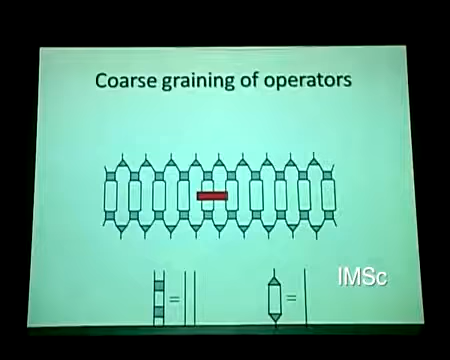 Coarse graining of operators
IMSc
=
=